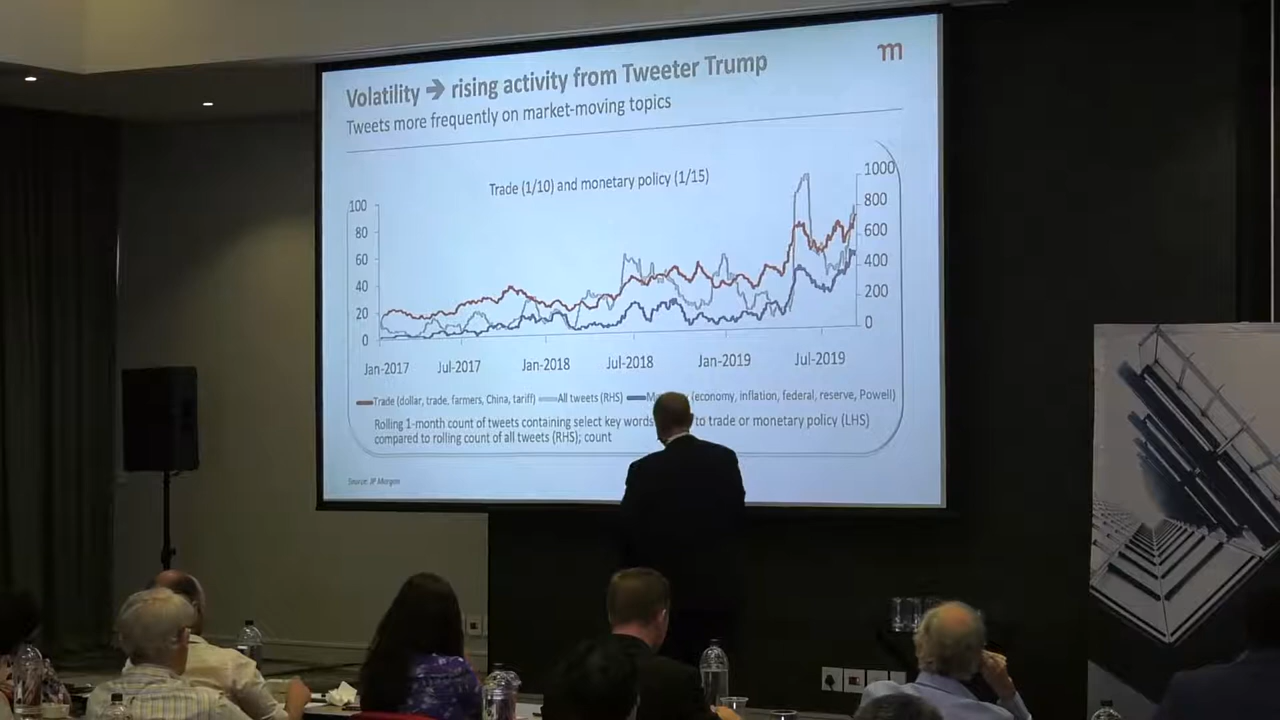 Volatility ➔ rising activity from Tweeter Trump
m
Tweets more frequently on market-moving topics
Trade (1/10) and monetary policy (1/15)
100
80
60
40
20
0
1000
800
600
400
200
0
Jan-2017 Jul-2017 Jan-2018 Jul-2018 Jan-2019 Jul-2019
Trade (dollar, trade, farmers, China, tariff) All tweets (RHS) (economy, inflation, federal, reserve, Powell)
Rolling 1-month count of tweets containing select key words to trade or monetary policy (LHS)
compared to rolling count of all tweets (RHS); count
Source: JP Morgan